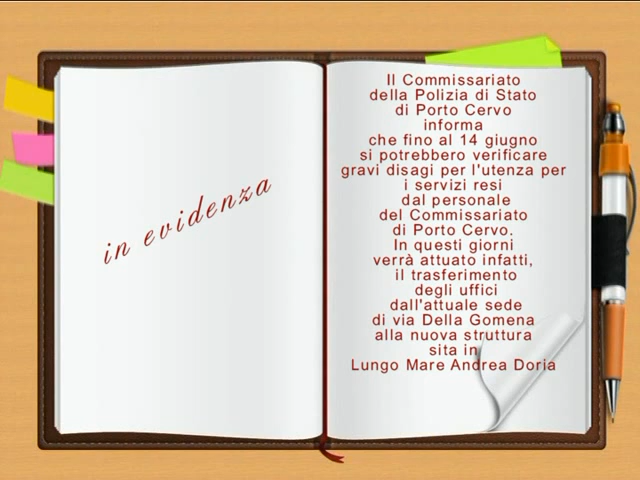 in evidenza
Il Commissariato
della Polizia di Stato
di Porto Cervo
informa
che fino al 14 giugno
si potrebbero verificare
gravi disagi per l'utenza per
i servizi resi
dal personale
del Commissariato
di Porto Cervo.
In questi giorni
verrà attuato infatti,
il trasferimento
degli uffici
dall'attuale sede
di via Della Gomena
alla nuova struttura
sita in
Lungo Mare Andrea Doria